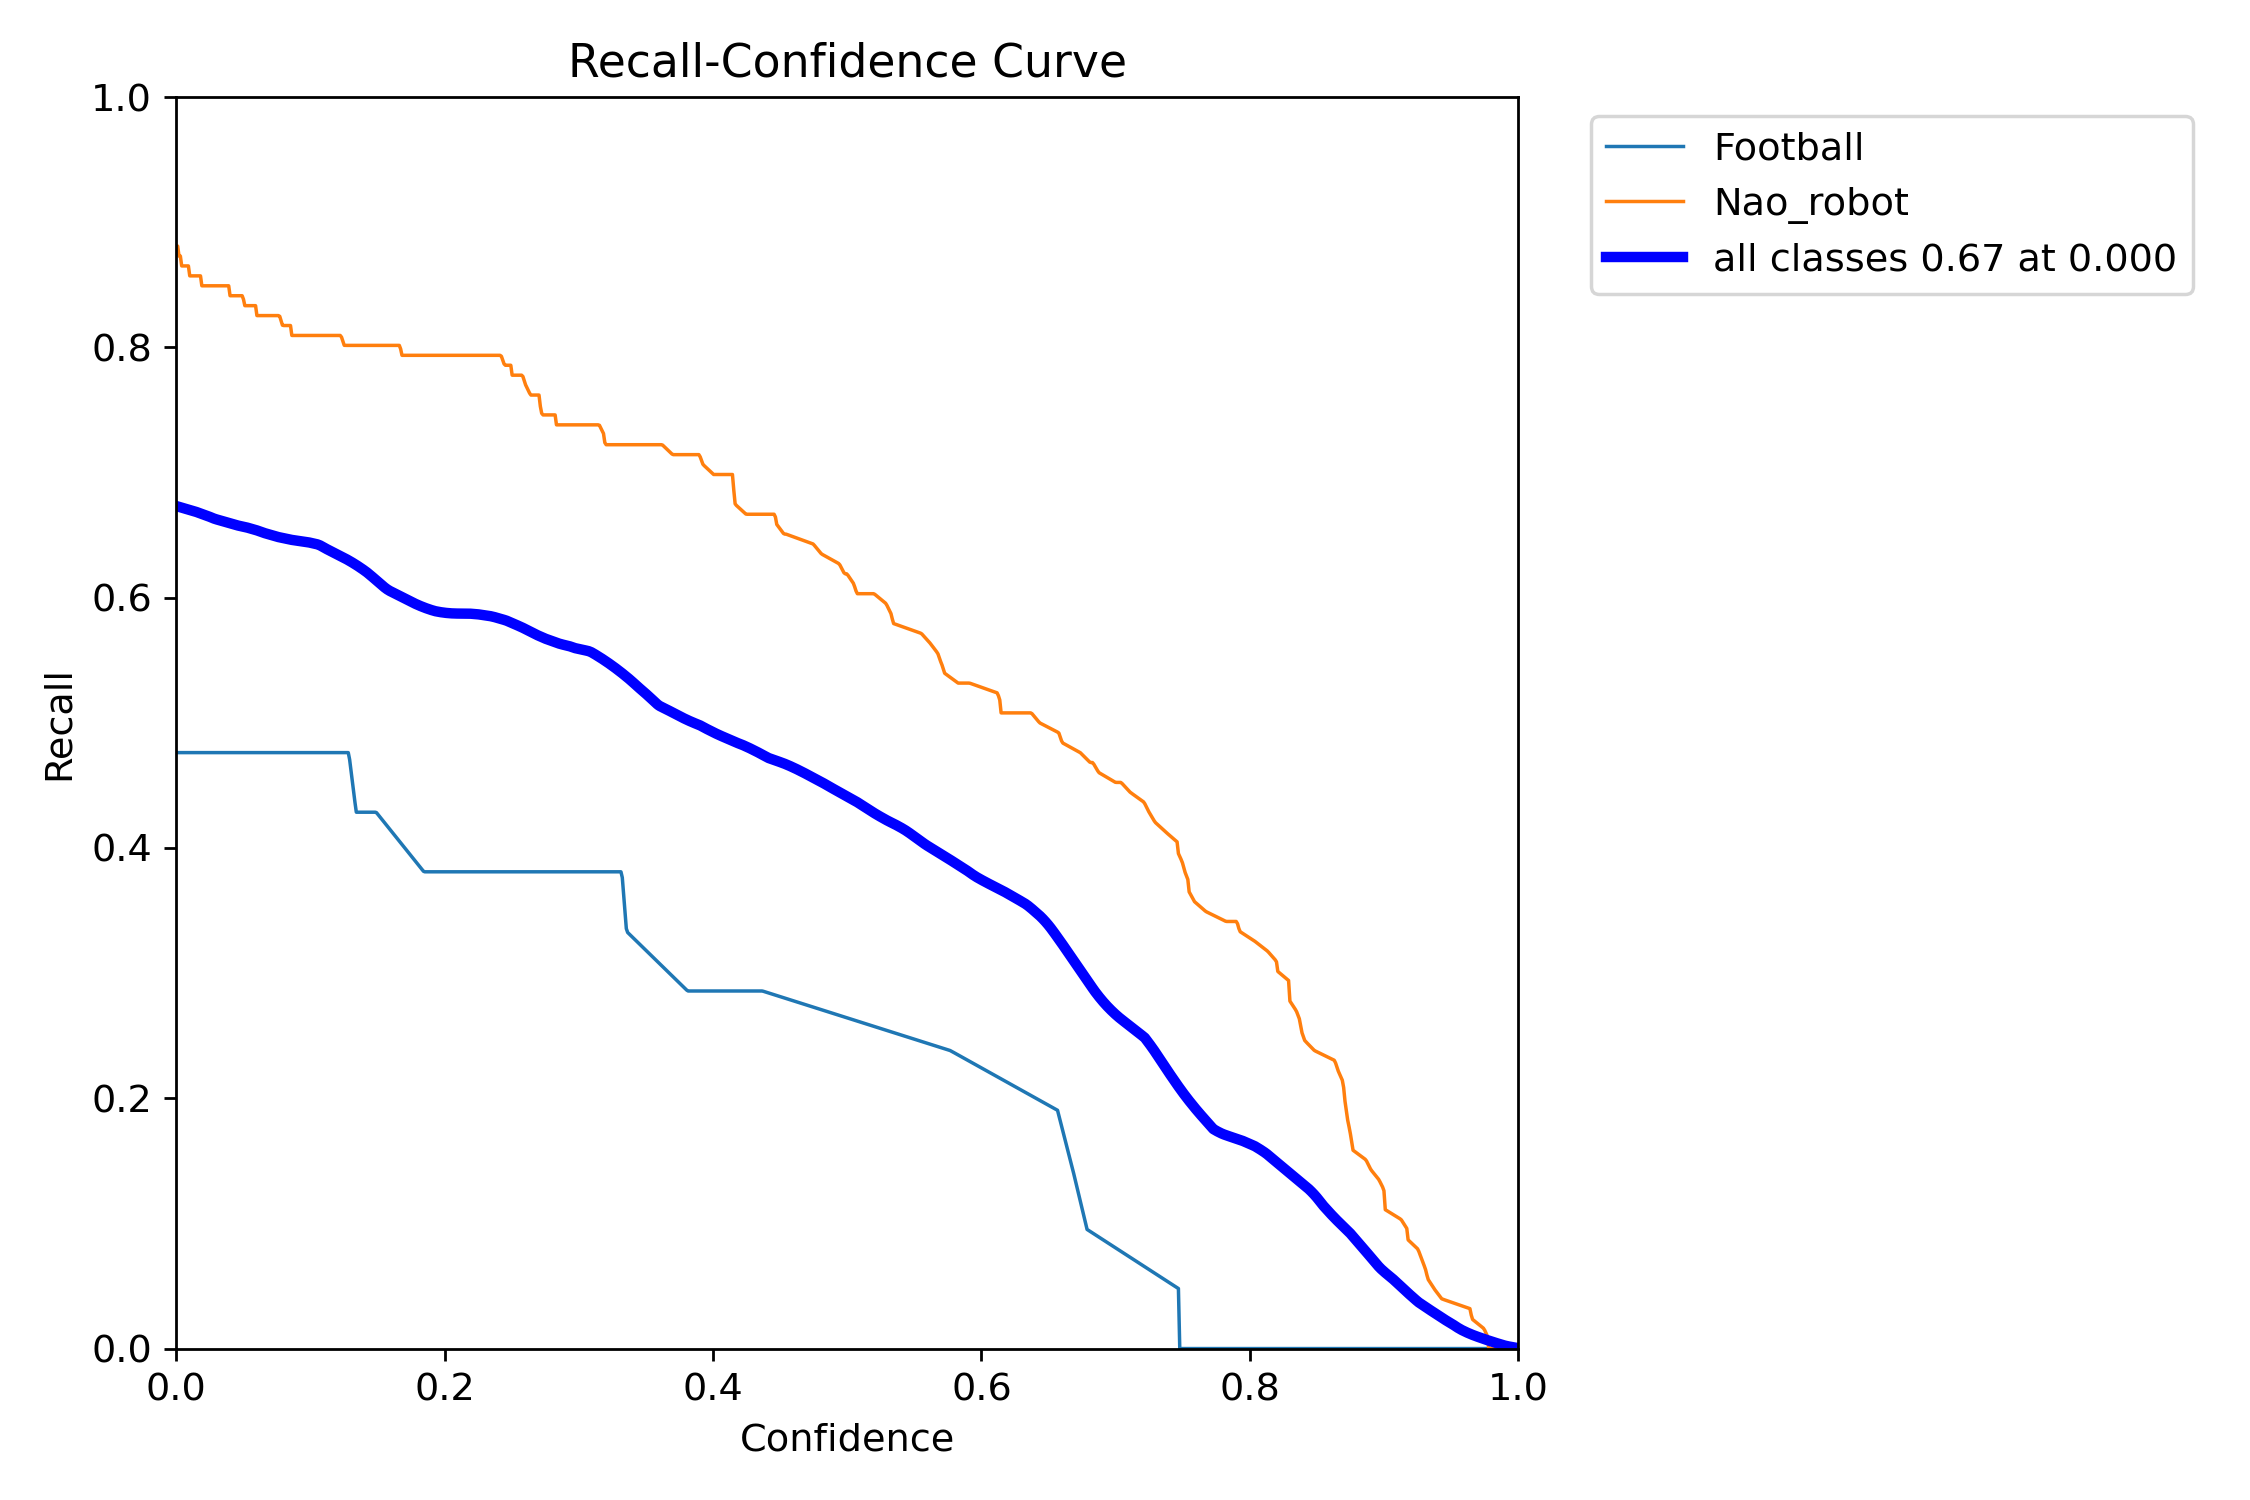 Recall-Confidence Curve
1.0
0.8
0.6
0.4
0.2
0.0
Recall
0.0 0.2 0.4 0.6 0.8 1.0
Confidence
Football
Nao_robot
all classes 0.67 at 0.000